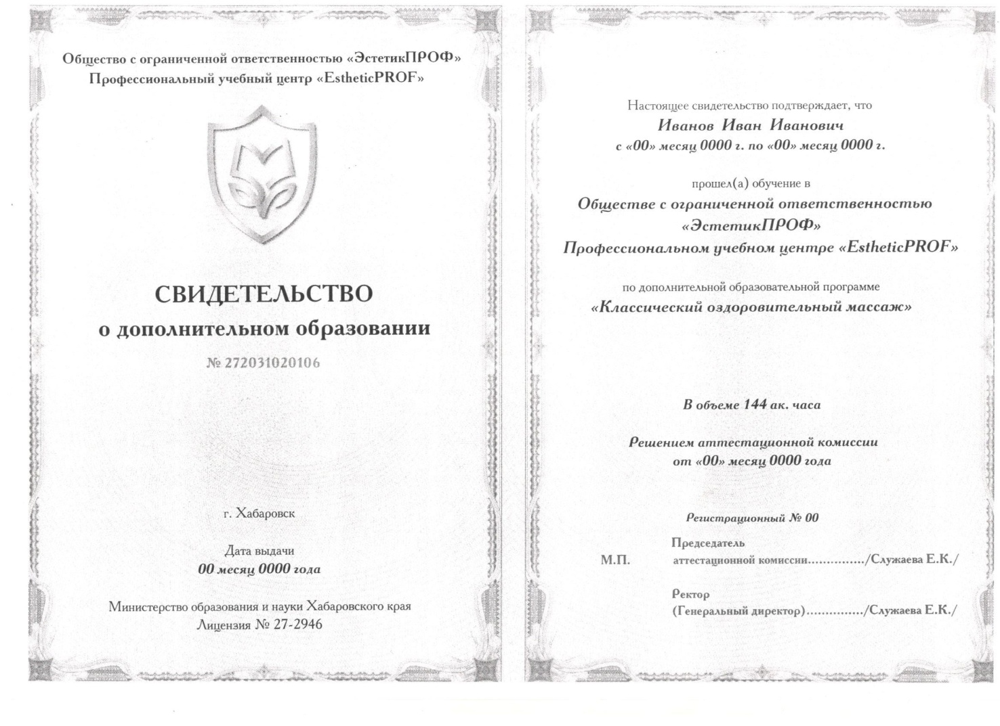 Общество с ограниченной ответственностью «ЭстетикПРОФ»
Профессиональный учебный центр «EstheticPROF»
СВИДЕТЕЛЬСТВО
о дополнительном образовании
№ 272031020106
г. Хабаровск
Дата выдачи
00 месяц 0000 года
Министерство образования и науки Хабаровского края
Лицензия № 27-2946
Настоящее свидетельство подтверждает, что
Иванов Иван Иванович
с «00» месяц 0000 г. по «00» месяц 0000 г.
прошел(а) обучение в
Обществе с ограниченной ответственностью
«ЭстетикПРОФ»
Профессиональном учебном центре «EstheticPROF»
по дополнительной образовательной программе
«Классический оздоровительный массаж»
В объеме 144 ак. часа
Решением аттестационной комиссии
от «00» месяц 0000 года
Регистрационный № 00
Председатель
М.П. аттестационной комиссии.............../Служаева Е.К./
Ректор
(Генеральный директор).............../Служаева Е.К./